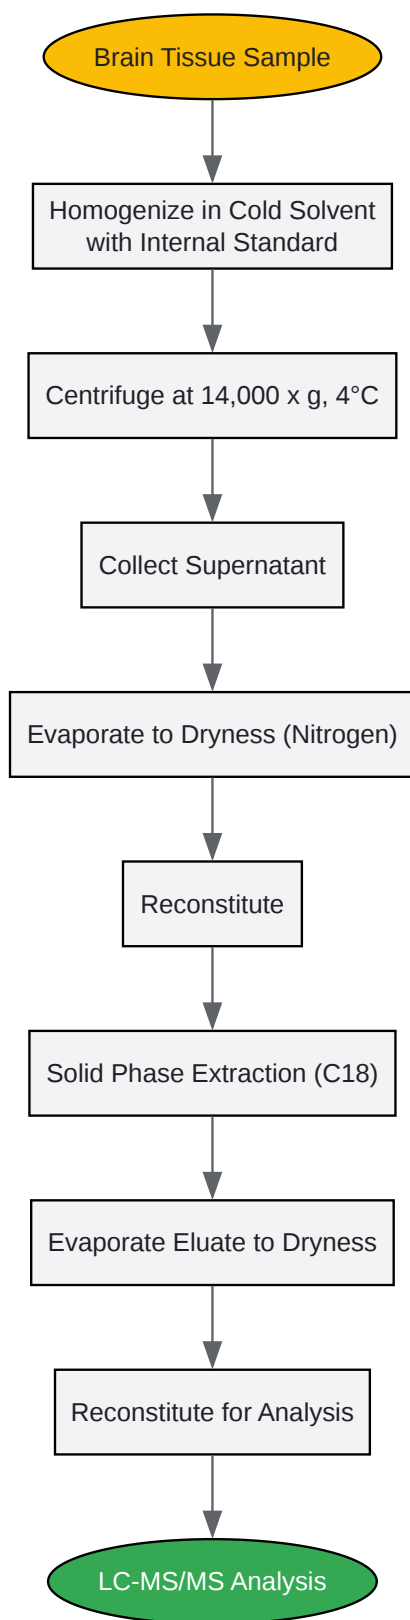 Brain Tissue Sample
Homogenize in Cold Solvent
with Internal Standard
Centrifuge at 14,000 x g, 4°C
Collect Supernatant
Evaporate to Dryness (Nitrogen)
Reconstitute
Solid Phase Extraction (C18)
Evaporate Eluate to Dryness
Reconstitute for Analysis
LC-MS/MS Analysis